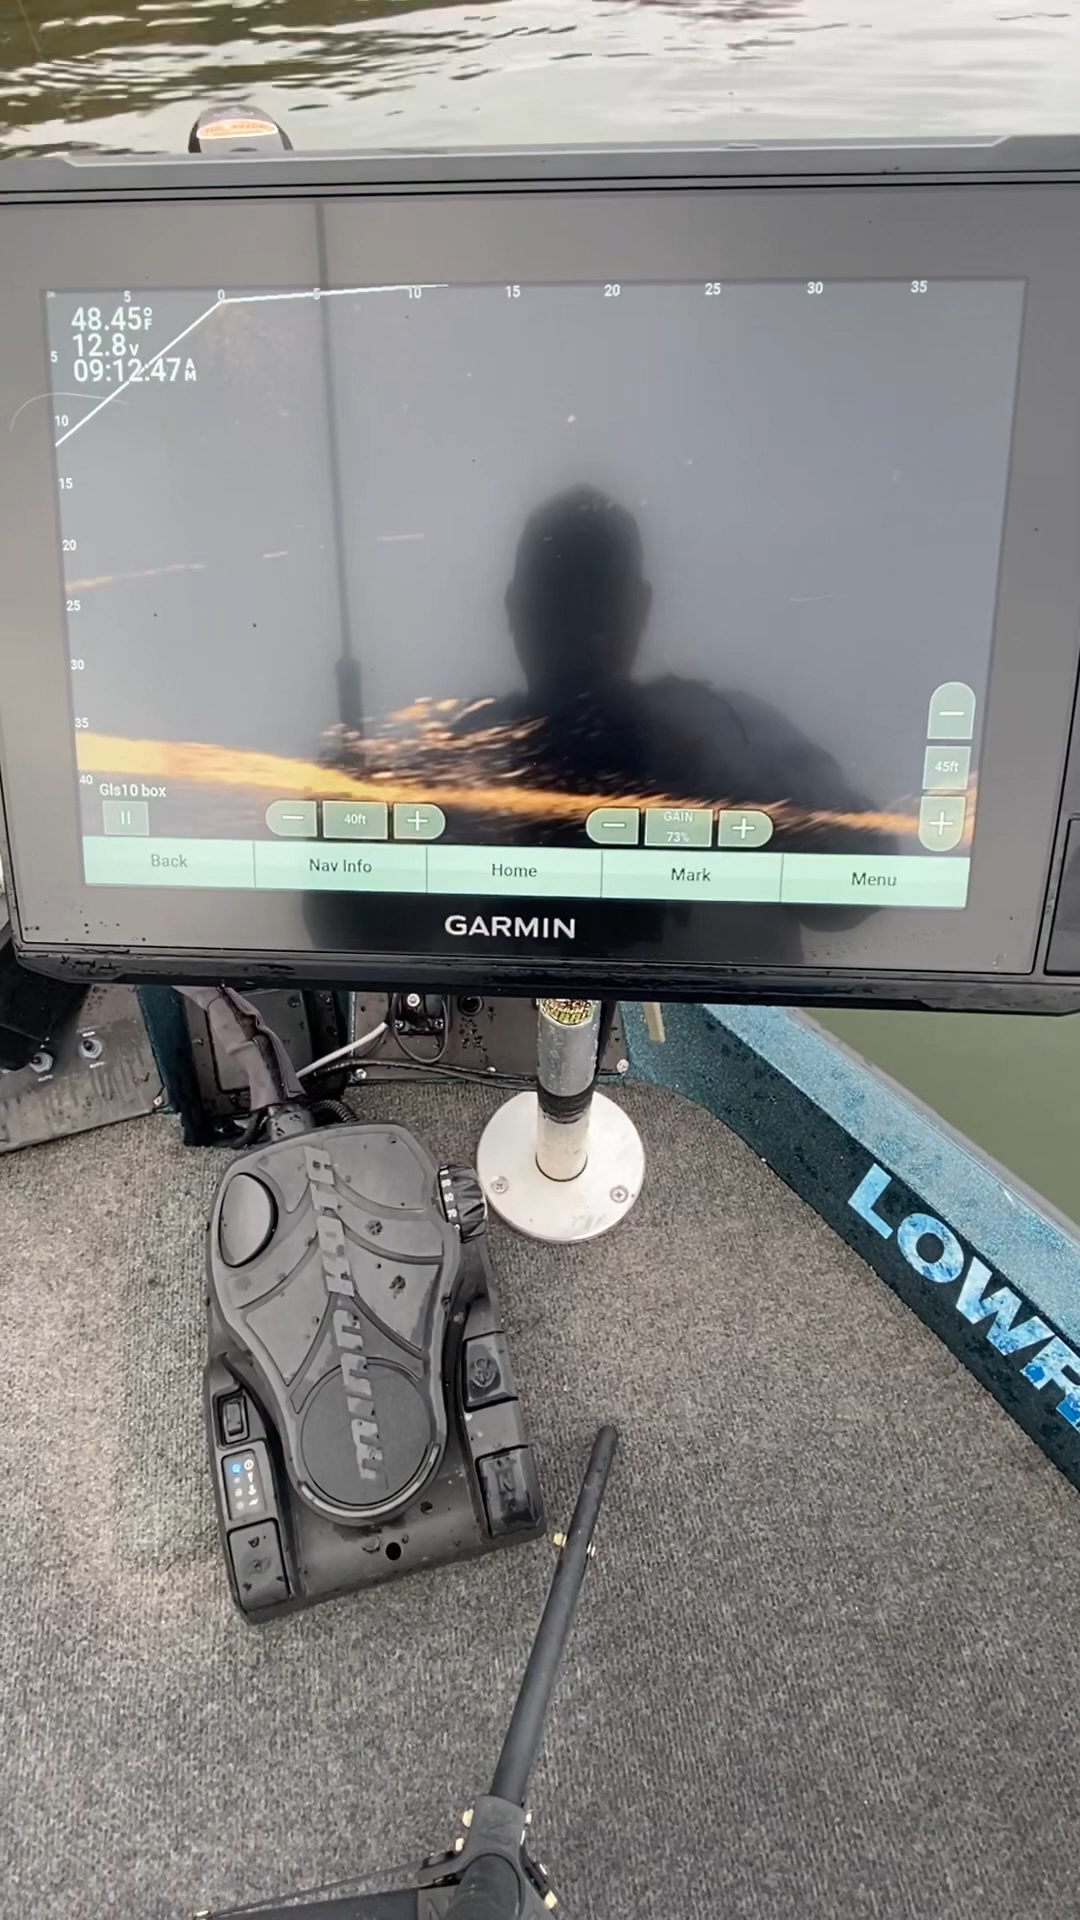 5 0 5 10 15 20 25 30 35
48.45°F
12.8V
09:12:47AM
5
10
15
20
25
30
35
40
Gls10 box
40ft
GAIN
73%
45ft
Back Nav Info Home Mark Menu
GARMIN
MINN KOTA
LOWR